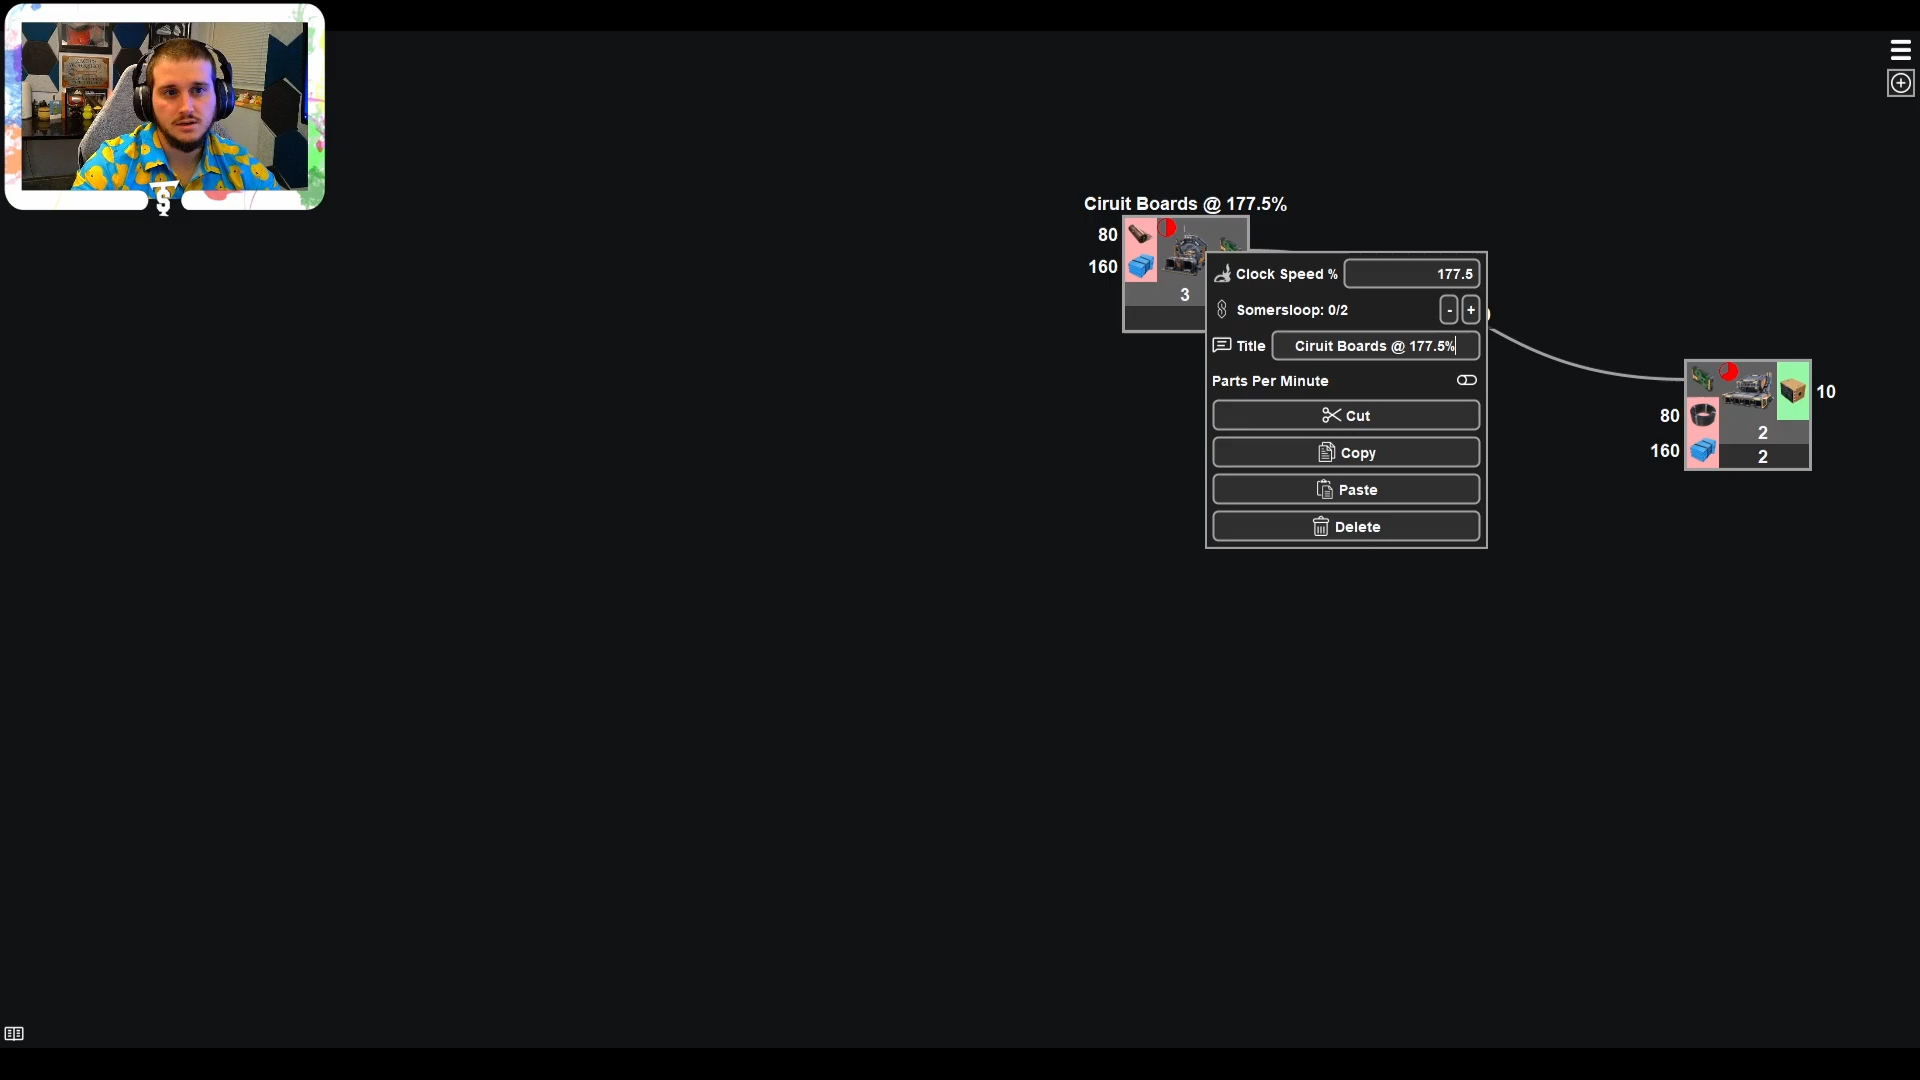 Ciruit Boards @ 177.5%
80
160
3
Clock Speed % 177.5
Somersloop: 0/2 - +
Title Ciruit Boards @ 177.5%
Parts Per Minute
Cut
Copy
Paste
Delete
10
80
2
160
2